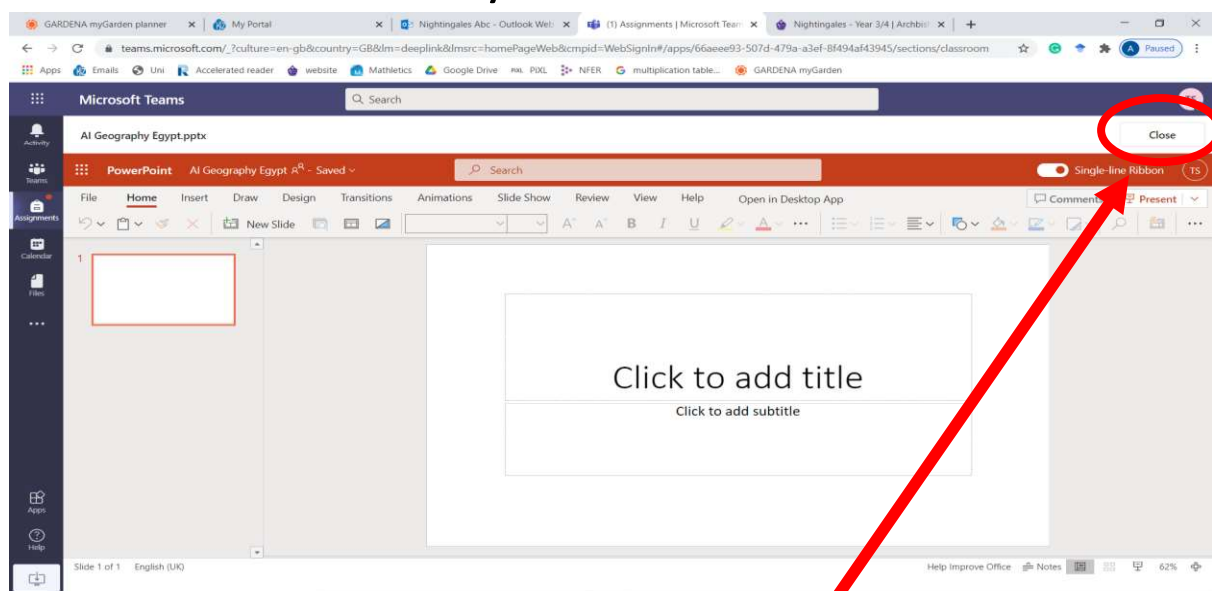 GARDENA myGarden planner My Portal Nightingales Abc - Outlook Web (1) Assignments | Microsoft Tean Nightingales - Year 3/4 | Archbis
teams.microsoft.com/_?culture=en-gb&country=GB&lm=deeplink&lmsrc=homePageWeb&cmpid=WebSignIn#/apps/66aeee93-507d-479a-a3ef-8f494af43945/sections/classroom A Paused
Apps Emails Uni Accelerated reader website Mathletics Google Drive PiXL NFER multiplication table... GARDENA myGarden
Microsoft Teams Search
Activity
AI Geography Egypt.pptx Close
Teams
PowerPoint AI Geography Egypt - Saved Search Single-line Ribbon TS
File Home Insert Draw Design Transitions Animations Slide Show Review View Help Open in Desktop App Comments Present
Assignments
New Slide B I U
Calendar
1
Files
Click to add title
Click to add subtitle
Apps
Help
Slide 1 of 1 English (UK) Help Improve Office Notes 62%